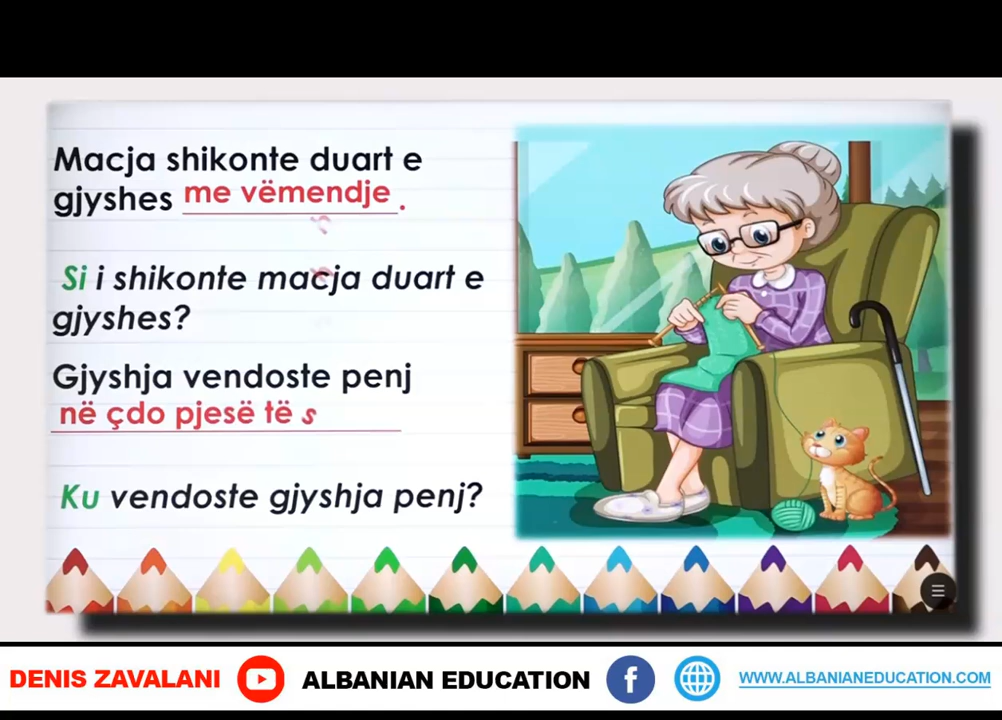 Macja shikonte duart e
gjyshes me vëmendje.
Si i shikonte macja duart e
gjyshes?
Gjyshja vendoste penj
në çdo pjesë të s
Ku vendoste gjyshja penj?
DENIS ZAVALANI ALBANIAN EDUCATION f WWW.ALBANIANEDUCATION.COM